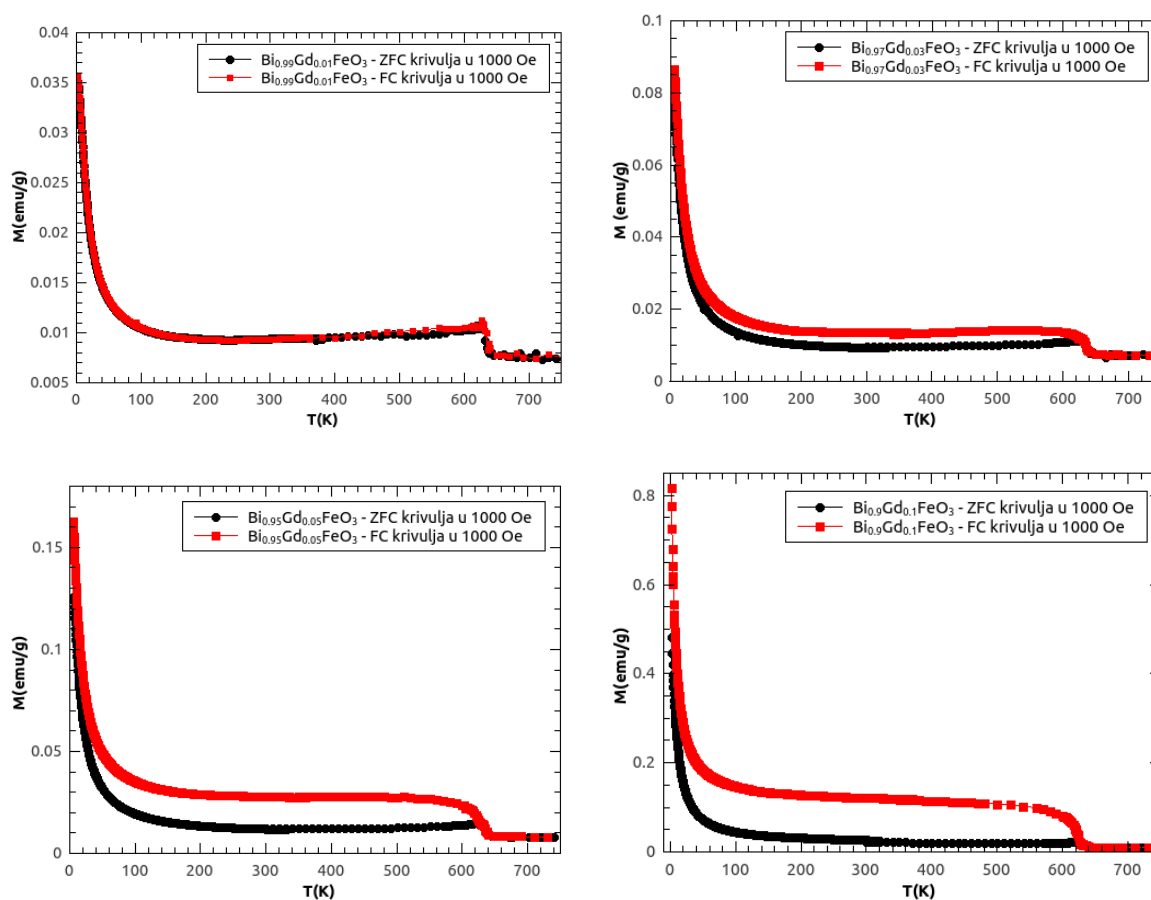 Bi0.99Gd0.01FeO3 - ZFC krivulja u 1000 Oe
Bi0.99Gd0.01FeO3 - FC krivulja u 1000 Oe
M(emu/g)
0.04
0.035
0.03
0.025
0.02
0.015
0.01
0.005
0 100 200 300 400 500 600 700
T(K)
Bi0.97Gd0.03FeO3 - ZFC krivulja u 1000 Oe
Bi0.97Gd0.03FeO3 - FC krivulja u 1000 Oe
M (emu/g)
0.1
0.08
0.06
0.04
0.02
0
0 100 200 300 400 500 600 700
T(K)
Bi0.95Gd0.05FeO3 - ZFC krivulja u 1000 Oe
Bi0.95Gd0.05FeO3 - FC krivulja u 1000 Oe
M(emu/g)
0.15
0.1
0.05
0
0 100 200 300 400 500 600 700
T(K)
Bi0.9Gd0.1FeO3 - ZFC krivulja u 1000 Oe
Bi0.9Gd0.1FeO3 - FC krivulja u 1000 Oe
M(emu/g)
0.8
0.6
0.4
0.2
0
0 100 200 300 400 500 600 700
T(K)